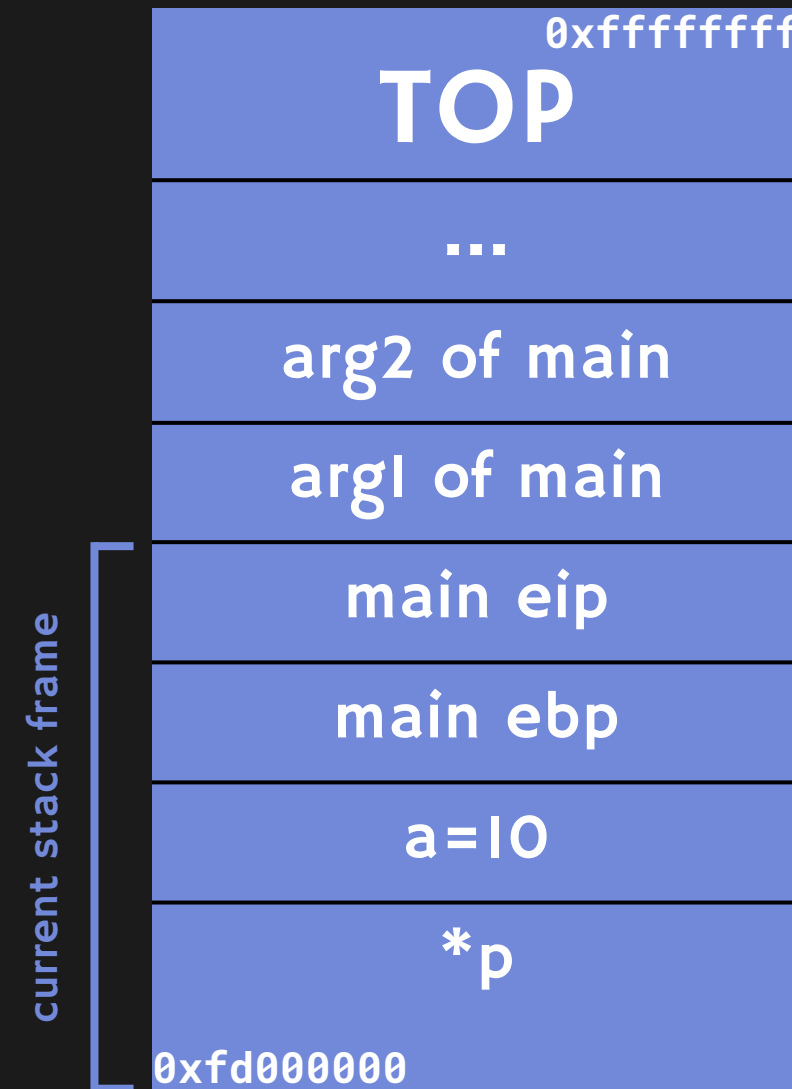 0xffffffff
TOP
...
arg2 of main
arg1 of main
main eip
main ebp
a=10
*p
0xfd000000
current stack frame